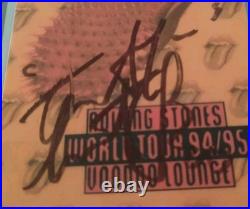 ROLLING STONES
WORLD TOUR 94/95
VOODOO LOUNGE